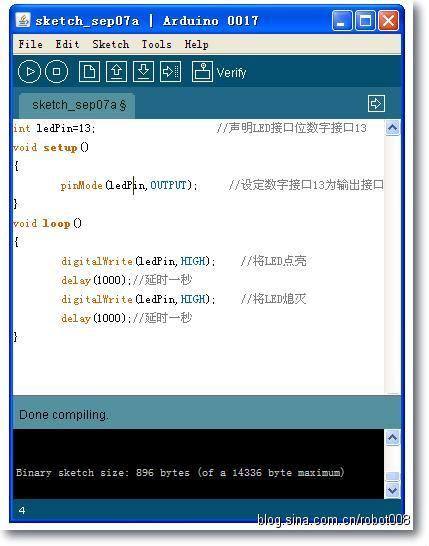 sketch_sep07a | Arduino 0017
File Edit Sketch Tools Help
Verify
sketch_sep07a §
int ledPin=13; //声明LED接口位数字接口13
void setup()
{
pinMode(ledPin,OUTPUT); //设定数字接口13为输出接口
}
void loop()
{
digitalWrite(ledPin,HIGH); //将LED点亮
delay(1000);//延时一秒
digitalWrite(ledPin,HIGH); //将LED熄灭
delay(1000);//延时一秒
}
Done compiling.
Binary sketch size: 896 bytes (of a 14336 byte maximum)
4
blog.sina.com.cn/robot008